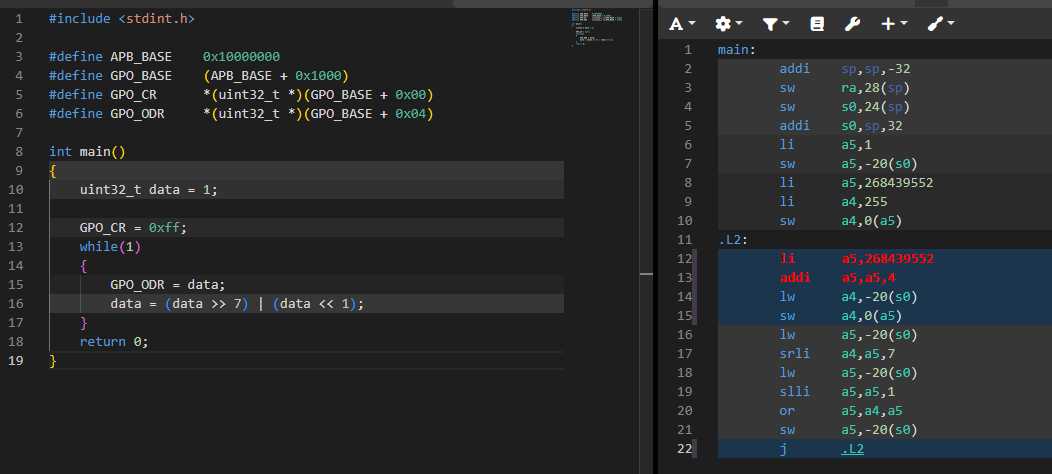 1 #include <stdint.h>
2
3 #define APB_BASE    0x10000000
4 #define GPO_BASE    (APB_BASE + 0x1000)
5 #define GPO_CR      *(uint32_t *)(GPO_BASE + 0x00)
6 #define GPO_ODR     *(uint32_t *)(GPO_BASE + 0x04)
7
8 int main()
9 {
10     uint32_t data = 1;
11
12     GPO_CR = 0xff;
13     while(1)
14     {
15         GPO_ODR = data;
16         data = (data >> 7) | (data << 1);
17     }
18     return 0;
19 }
A
1 main:
2         addi    sp,sp,-32
3         sw      ra,28(sp)
4         sw      s0,24(sp)
5         addi    s0,sp,32
6         li      a5,1
7         sw      a5,-20(s0)
8         li      a5,268439552
9         li      a4,255
10         sw      a4,0(a5)
11 .L2:
12         li      a5,268439552
13         addi    a5,a5,4
14         lw      a4,-20(s0)
15         sw      a4,0(a5)
16         lw      a5,-20(s0)
17         srli    a4,a5,7
18         lw      a5,-20(s0)
19         slli    a5,a5,1
20         or      a5,a4,a5
21         sw      a5,-20(s0)
22         j       .L2